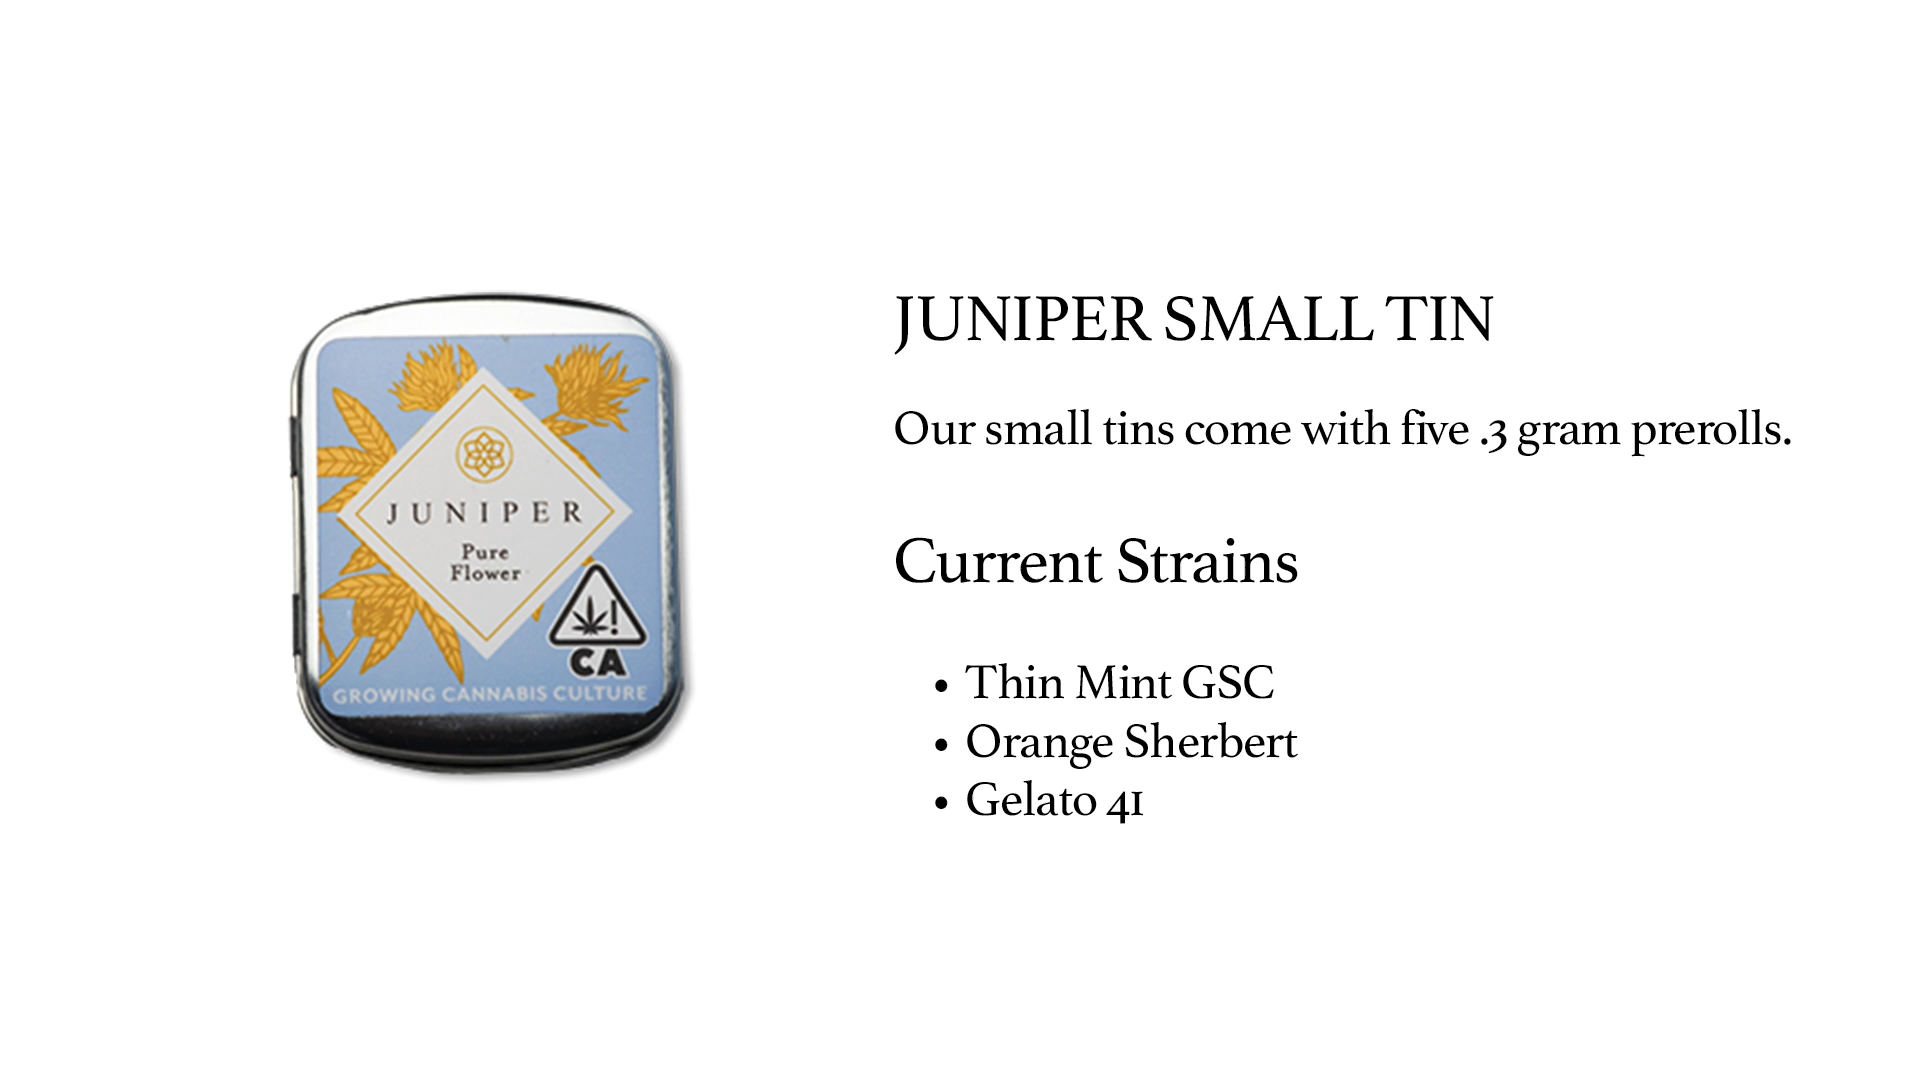 JUNIPER
Pure
Flower
CA
GROWING CANNABIS CULTURE
JUNIPER SMALL TIN
Our small tins come with five .3 gram prerolls.
Current Strains
• Thin Mint GSC
• Orange Sherbert
• Gelato 41